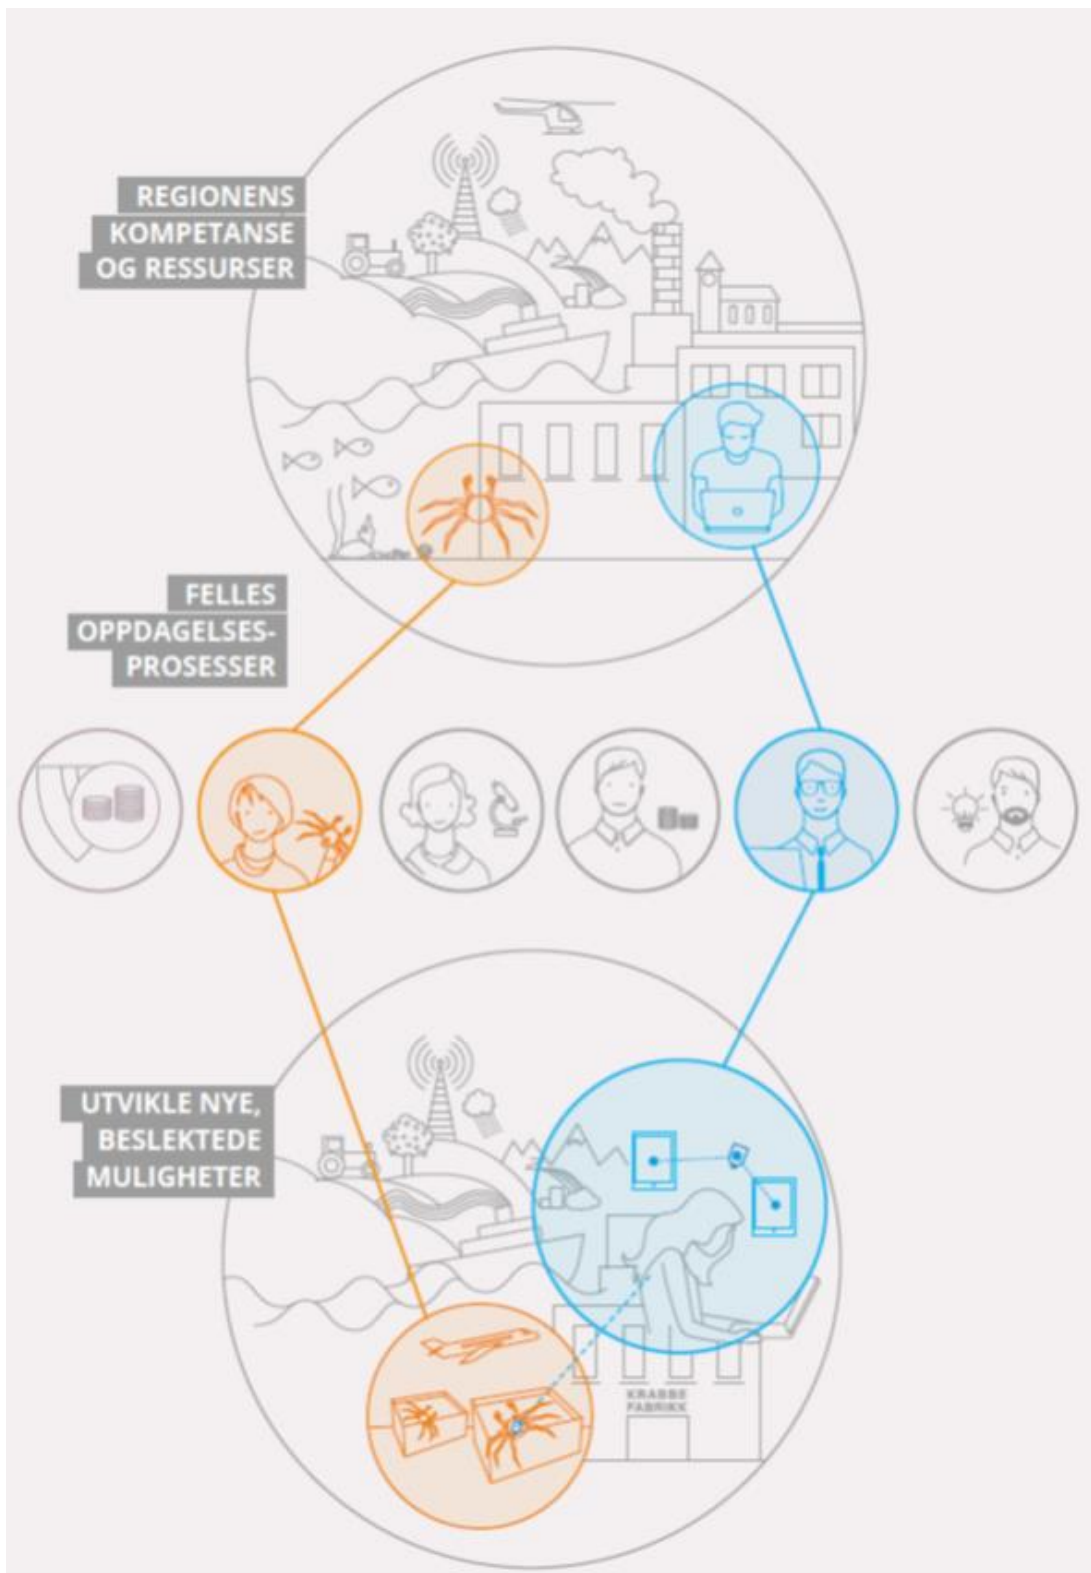 REGIONENS
KOMPETANSE
OG RESSURSER
FELLES
OPPDAGELSES-
PROSESSER
UTVIKLE NYE,
BESLEKTEDE
MULIGHETER
KRABBE
FABRIKK